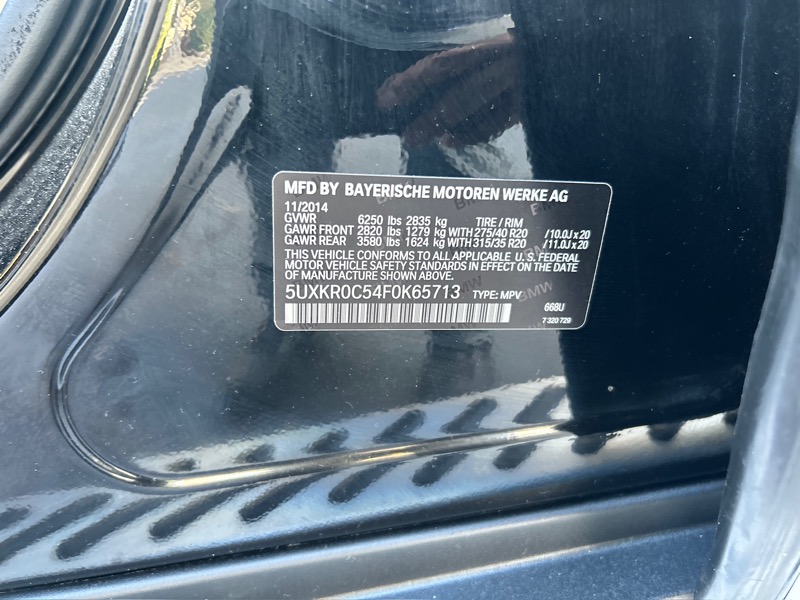 MFD BY BAYERISCHE MOTOREN WERKE AG
11/2014
GVWR 6250 lbs 2835 kg TIRE / RIM
GAWR FRONT 2820 lbs 1279 kg WITH 275/40 R20 /10.0J x 20
GAWR REAR 3580 lbs 1624 kg WITH 315/35 R20 /11.0J x 20
THIS VEHICLE CONFORMS TO ALL APPLICABLE U.S. FEDERAL
MOTOR VEHICLE SAFETY STANDARDS IN EFFECT ON THE DATE
OF MANUFACTURE SHOWN ABOVE.
5UXKR0C54F0K65713 TYPE: MPV
668U
7 320 729